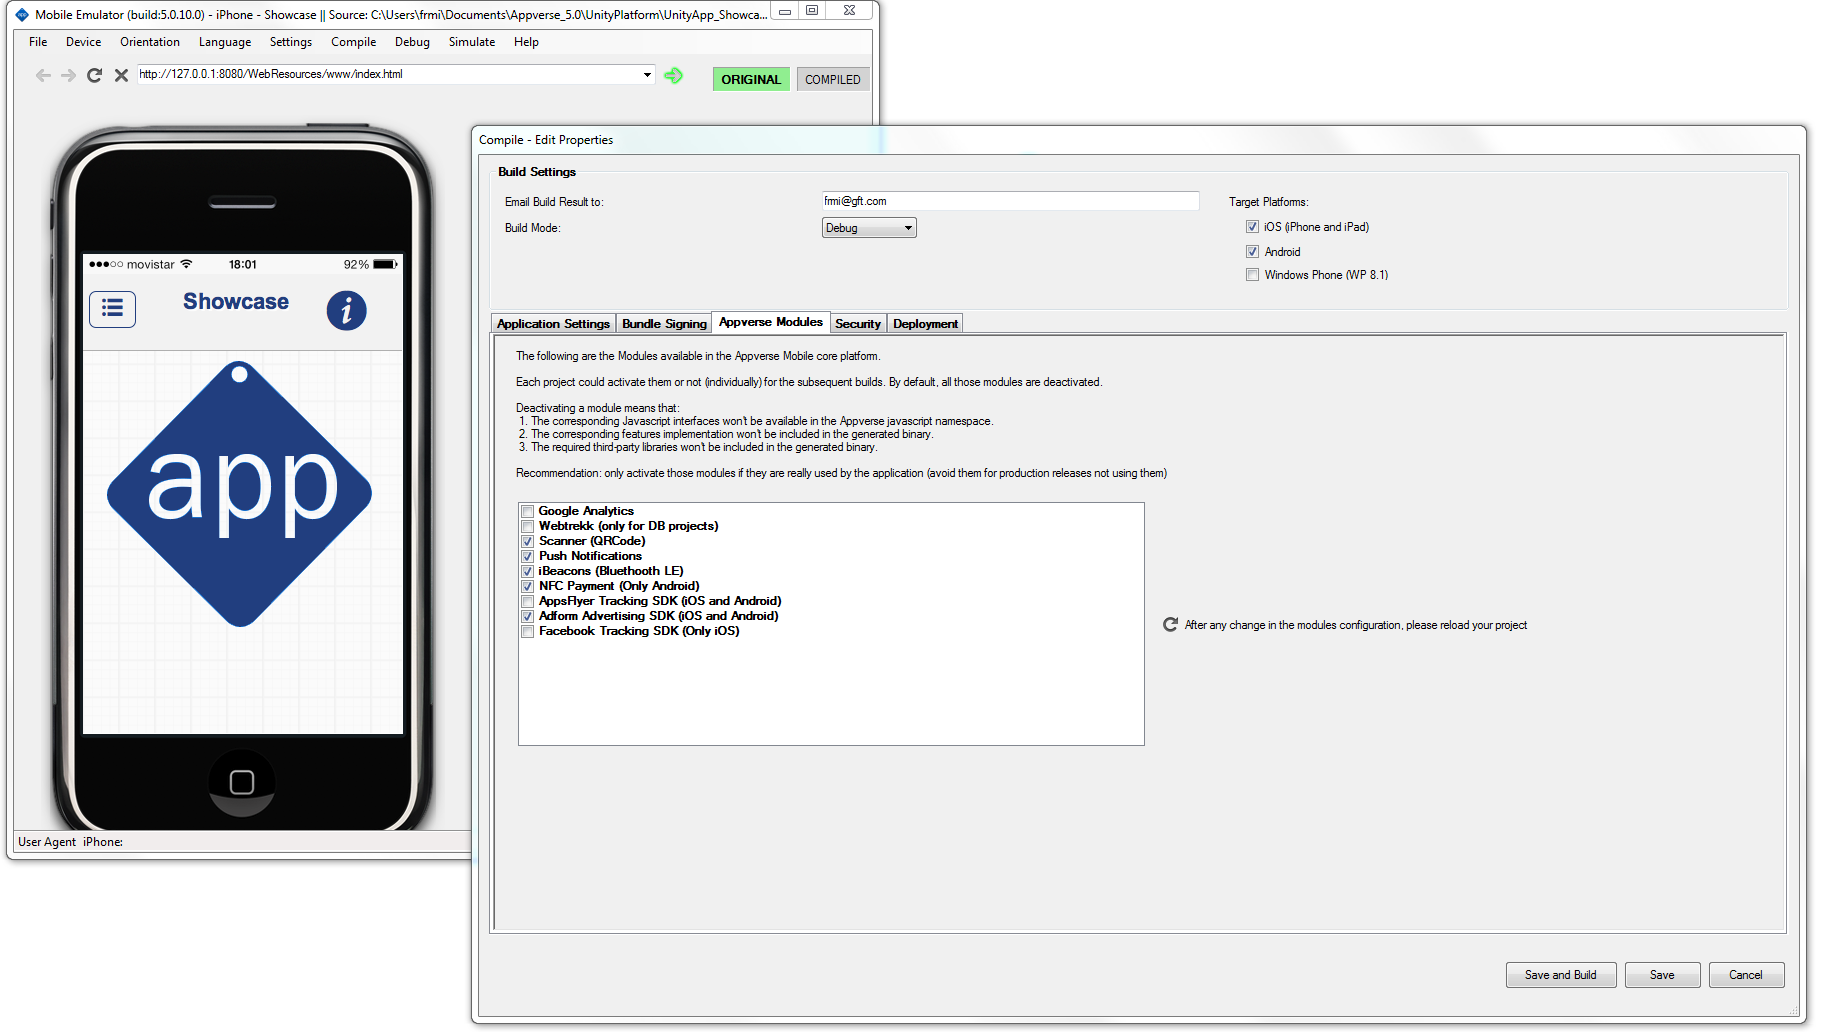 Mobile Emulator (build:5.0.10.0) - iPhone - Showcase || Source: C:\Users\frmi\Documents\Appverse_5.0\UnityPlatform\UnityApp_Showca...
File Device Orientation Language Settings Compile Debug Simulate Help
http://127.0.0.1:8080/WebResources/www/index.html
ORIGINAL COMPILED
movistar 18:01 92%
Showcase
i
app
User Agent iPhone:
Compile - Edit Properties
Build Settings
Email Build Result to: frmi@gft.com
Build Mode: Debug
Target Platforms:
iOS (iPhone and iPad)
Android
Windows Phone (WP 8.1)
Application Settings Bundle Signing Appverse Modules Security Deployment
The following are the Modules available in the Appverse Mobile core platform.
Each project could activate them or not (individually) for the subsequent builds. By default, all those modules are deactivated.
Deactivating a module means that:
1. The corresponding Javascript interfaces won't be available in the Appverse javascript namespace.
2. The corresponding features implementation won't be included in the generated binary.
3. The required third-party libraries won't be included in the generated binary.
Recommendation: only activate those modules if they are really used by the application (avoid them for production releases not using them)
Google Analytics
Webtrekk (only for DB projects)
Scanner (QRCode)
Push Notifications
iBeacons (Bluethooth LE)
NFC Payment (Only Android)
AppsFlyer Tracking SDK (iOS and Android)
Adform Advertising SDK (iOS and Android)
Facebook Tracking SDK (Only iOS)
After any change in the modules configuration, please reload your project
Save and Build Save Cancel